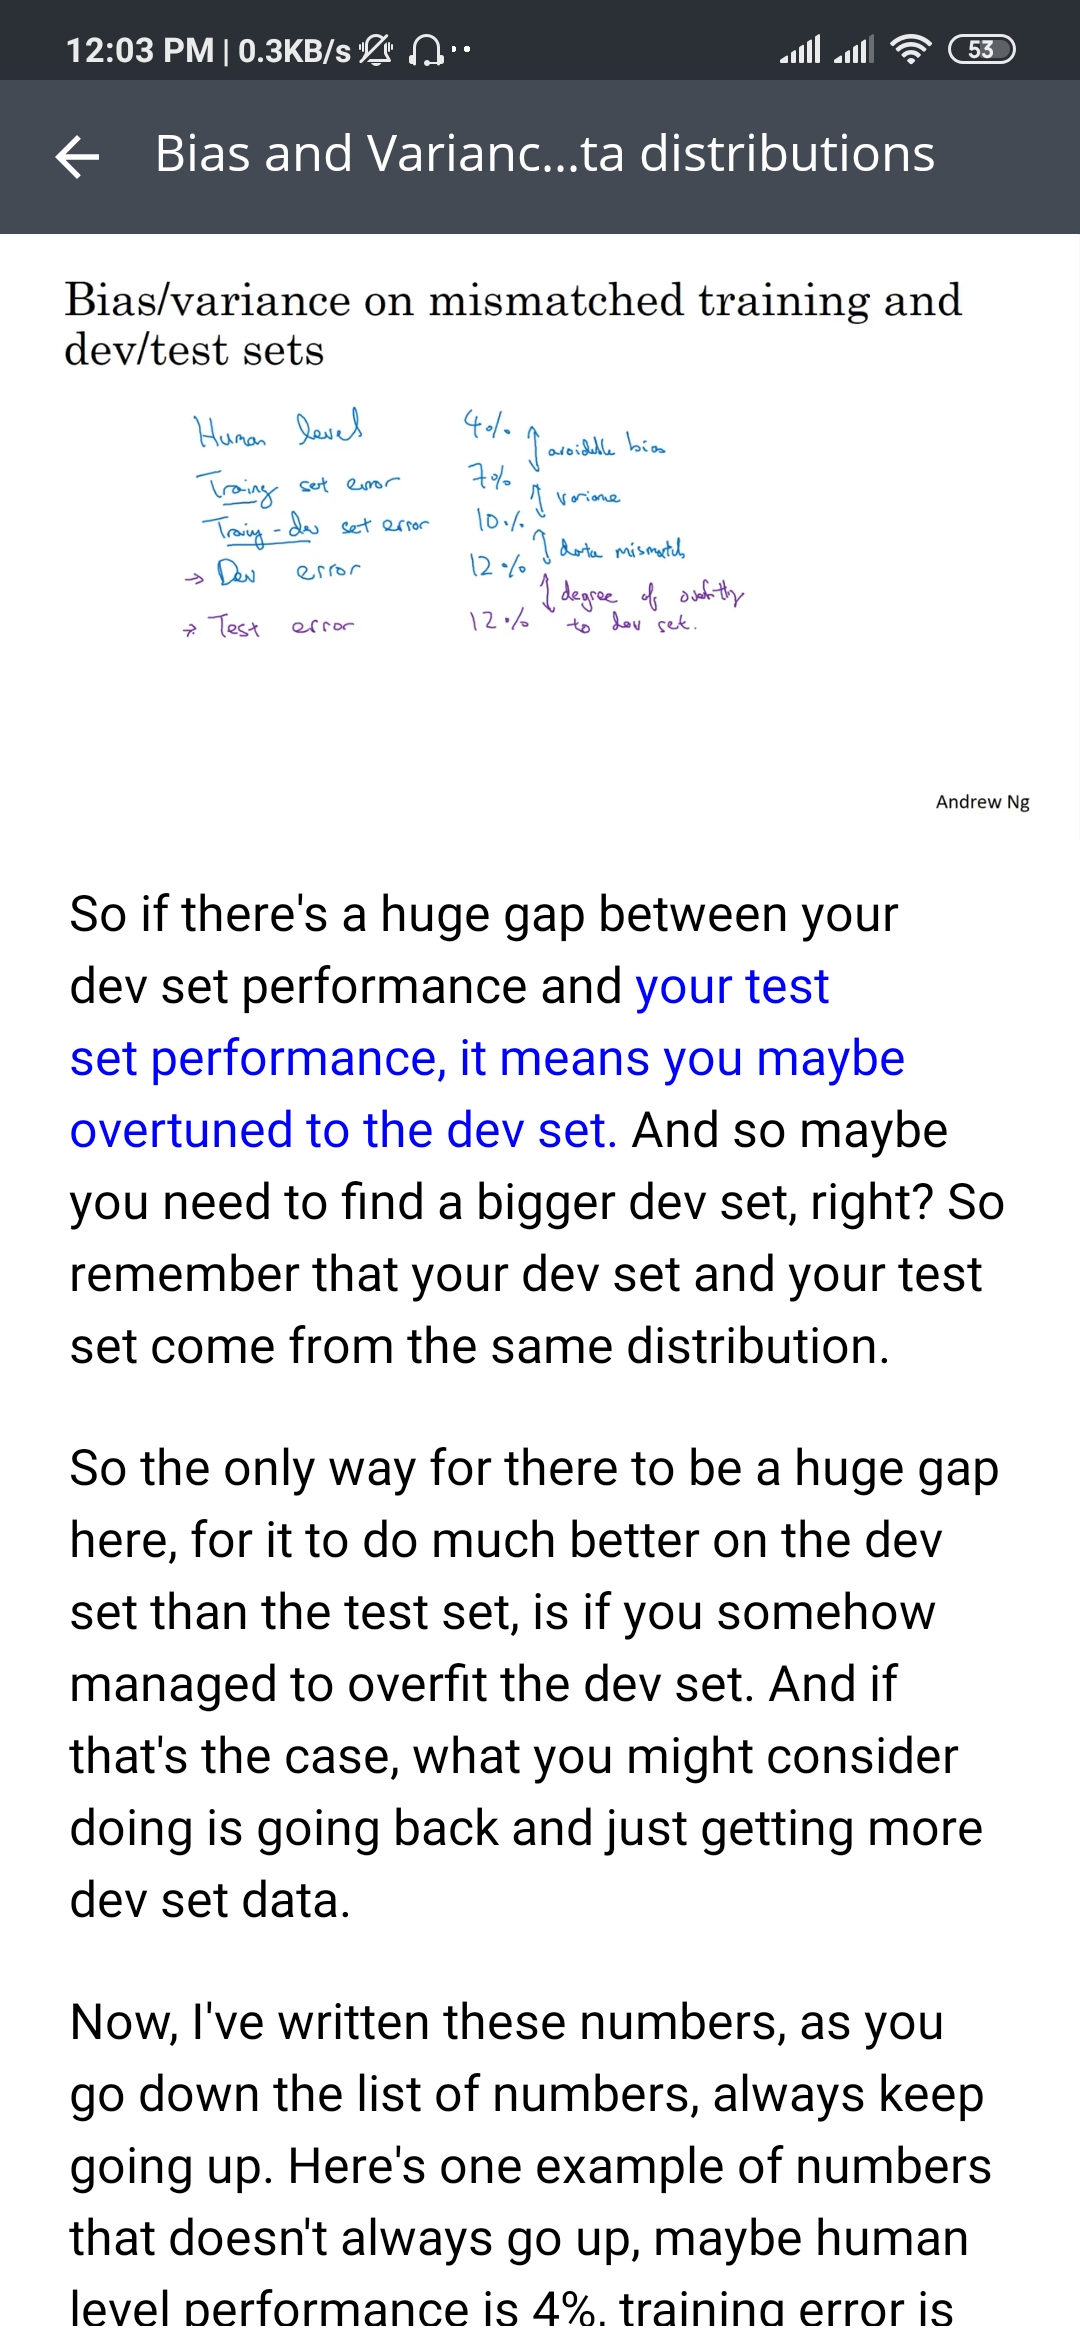 12:03 PM | 0.3KB/s
53
Bias and Varianc...ta distributions
Bias/variance on mismatched training and
dev/test sets
Human level 4% avoidable bias
Traing set error 7% variance
Traing-dev set error 10% data mismatch
→ Dev error 12% degree of overfitting
→ Test error 12% to dev set.
Andrew Ng
So if there's a huge gap between your
dev set performance and your test
set performance, it means you maybe
overtuned to the dev set. And so maybe
you need to find a bigger dev set, right? So
remember that your dev set and your test
set come from the same distribution.
So the only way for there to be a huge gap
here, for it to do much better on the dev
set than the test set, is if you somehow
managed to overfit the dev set. And if
that's the case, what you might consider
doing is going back and just getting more
dev set data.
Now, I've written these numbers, as you
go down the list of numbers, always keep
going up. Here's one example of numbers
that doesn't always go up, maybe human
level performance is 4%, training error is